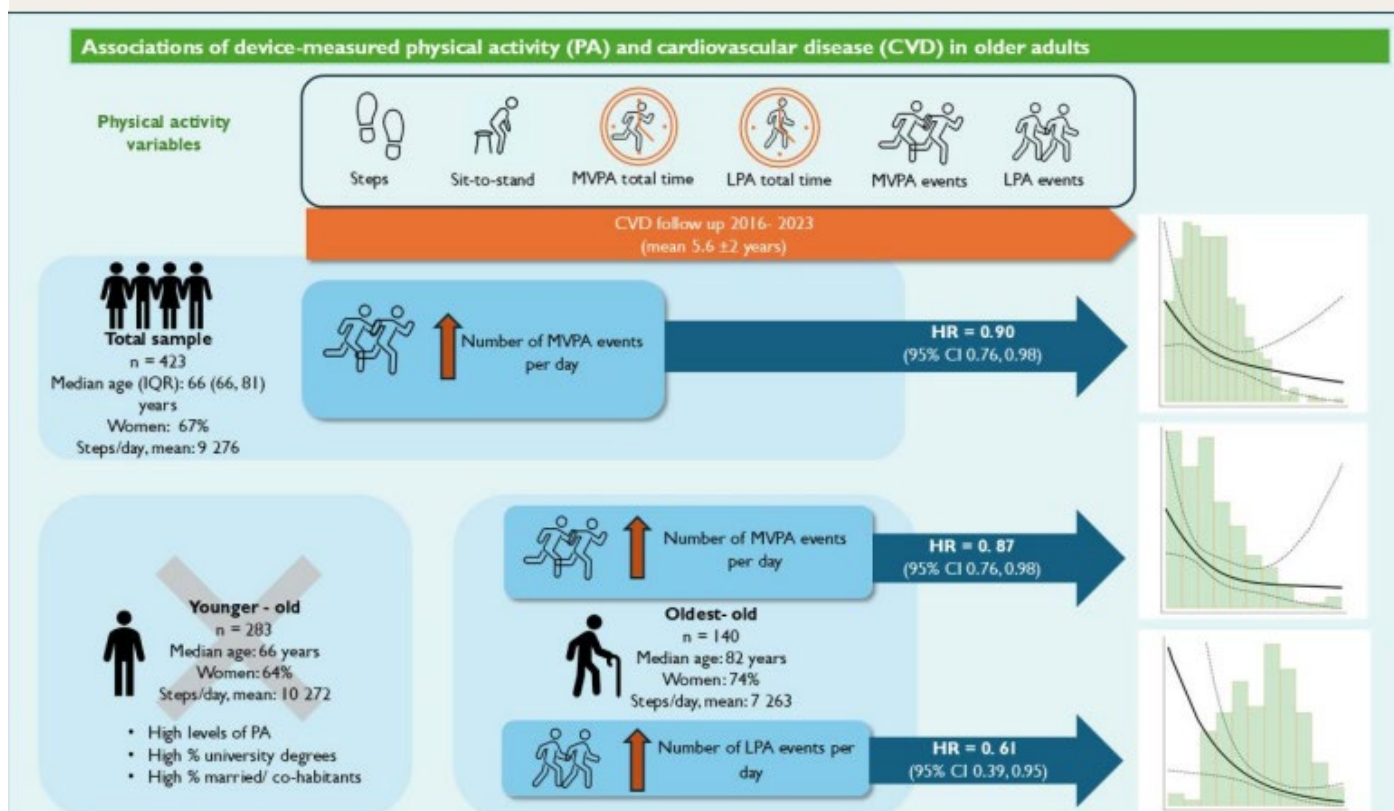 Associations of device-measured physical activity (PA) and cardiovascular disease (CVD) in older adults
Physical activity
variables
Steps
Sit-to-stand
MVPA total time
LPA total time
MVPA events
LPA events
CVD follow up 2016- 2023
(mean 5.6 ±2 years)
Total sample
n = 423
Median age (IQR): 66 (66, 81)
years
Women: 67%
Steps/day, mean: 9 276
Number of MVPA events
per day
HR = 0.90
(95% CI 0.76, 0.98)
Younger - old
n = 283
Median age: 66 years
Women: 64%
Steps/day, mean: 10 272
• High levels of PA
• High % university degrees
• High % married/ co-habitants
Number of MVPA events
per day
HR = 0. 87
(95% CI 0.76, 0.98)
Oldest- old
n = 140
Median age: 82 years
Women: 74%
Steps/day, mean: 7 263
Number of LPA events per
day
HR = 0.61
(95% CI 0.39, 0.95)